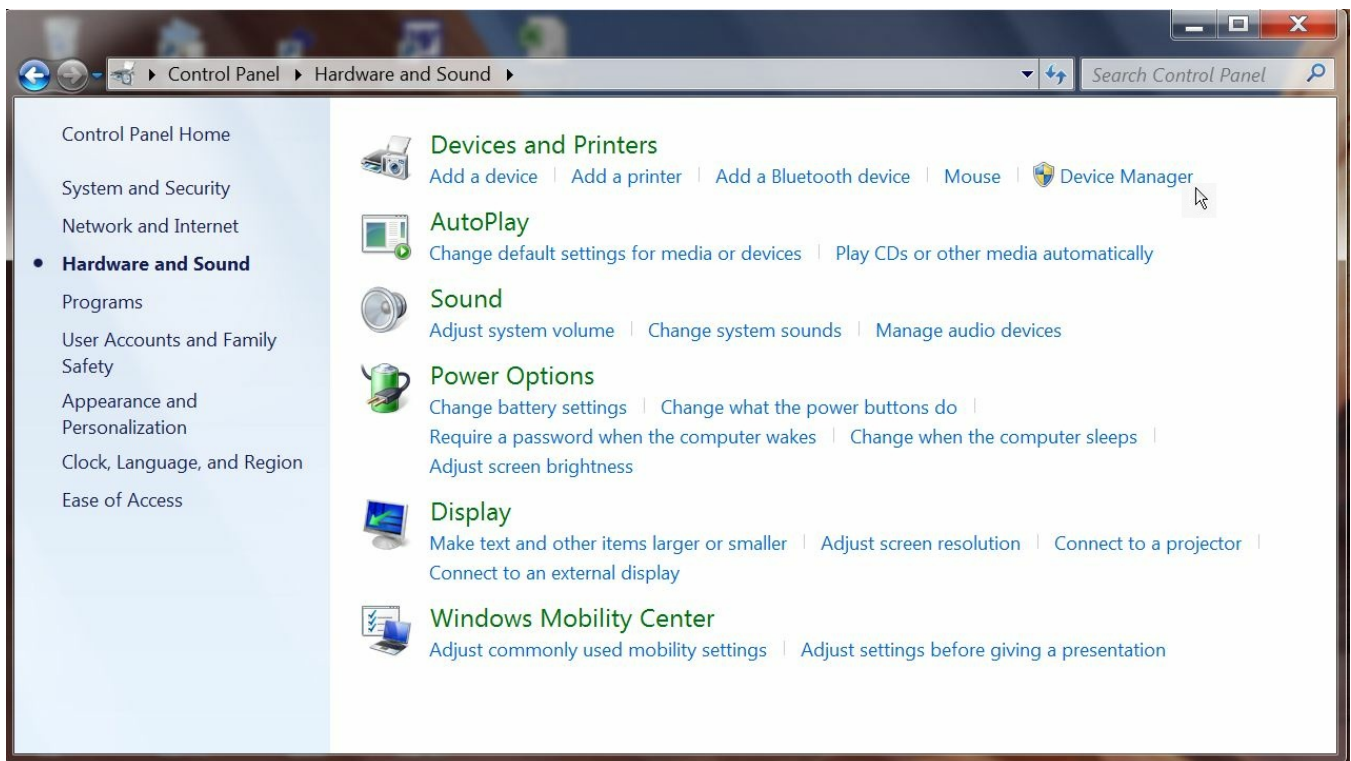 Control Panel Hardware and Sound
Search Control Panel
Control Panel Home
System and Security
Network and Internet
Hardware and Sound
Programs
User Accounts and Family
Safety
Appearance and
Personalization
Clock, Language, and Region
Ease of Access
Devices and Printers
Add a device Add a printer Add a Bluetooth device Mouse Device Manager
AutoPlay
Change default settings for media or devices Play CDs or other media automatically
Sound
Adjust system volume Change system sounds Manage audio devices
Power Options
Change battery settings Change what the power buttons do
Require a password when the computer wakes Change when the computer sleeps
Adjust screen brightness
Display
Make text and other items larger or smaller Adjust screen resolution Connect to a projector
Connect to an external display
Windows Mobility Center
Adjust commonly used mobility settings Adjust settings before giving a presentation